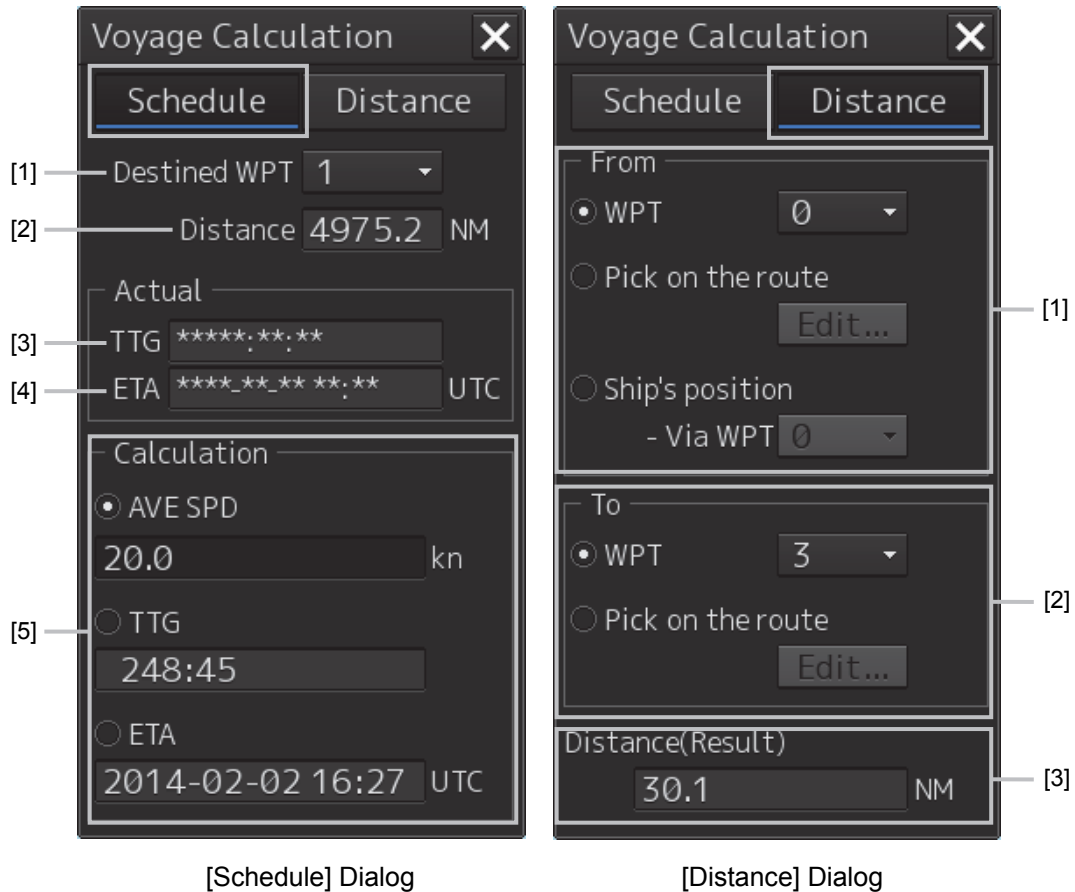 Voyage Calculation
Schedule Distance
[1] Destined WPT 1
[2] Distance 4975.2 NM
Actual
[3] TTG *****:**:**
[4] ETA ****-**-** **:** UTC
Calculation
AVE SPD
20.0 kn
[5] TTG
248:45
ETA
2014-02-02 16:27 UTC
[Schedule] Dialog
Voyage Calculation
Schedule Distance
From
WPT 0
Pick on the route
[1]
Edit...
Ship's position
- Via WPT 0
To
WPT 3
[2]
Pick on the route
Edit...
Distance(Result)
30.1 NM [3]
[Distance] Dialog